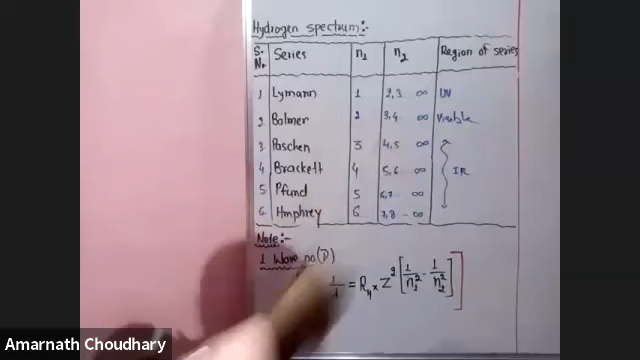 Hydrogen spectrum:-
S. Nr. Series n1 n2 Region of series
1 Lymann 1 2,3 ∞ UV
2. Balmer 2 3,4 ∞ Visible
3. Paschen 3 4,5 ∞
4. Brackett 4 5,6 ∞ IR
5. Pfund 5 6,7 ∞
6. Hmphrey 6 7,8 - ∞
Note:-
1 Wave no.(ν̅)
1/λ = RH × Z² [1/n1² - 1/n2²]
Amarnath Choudhary